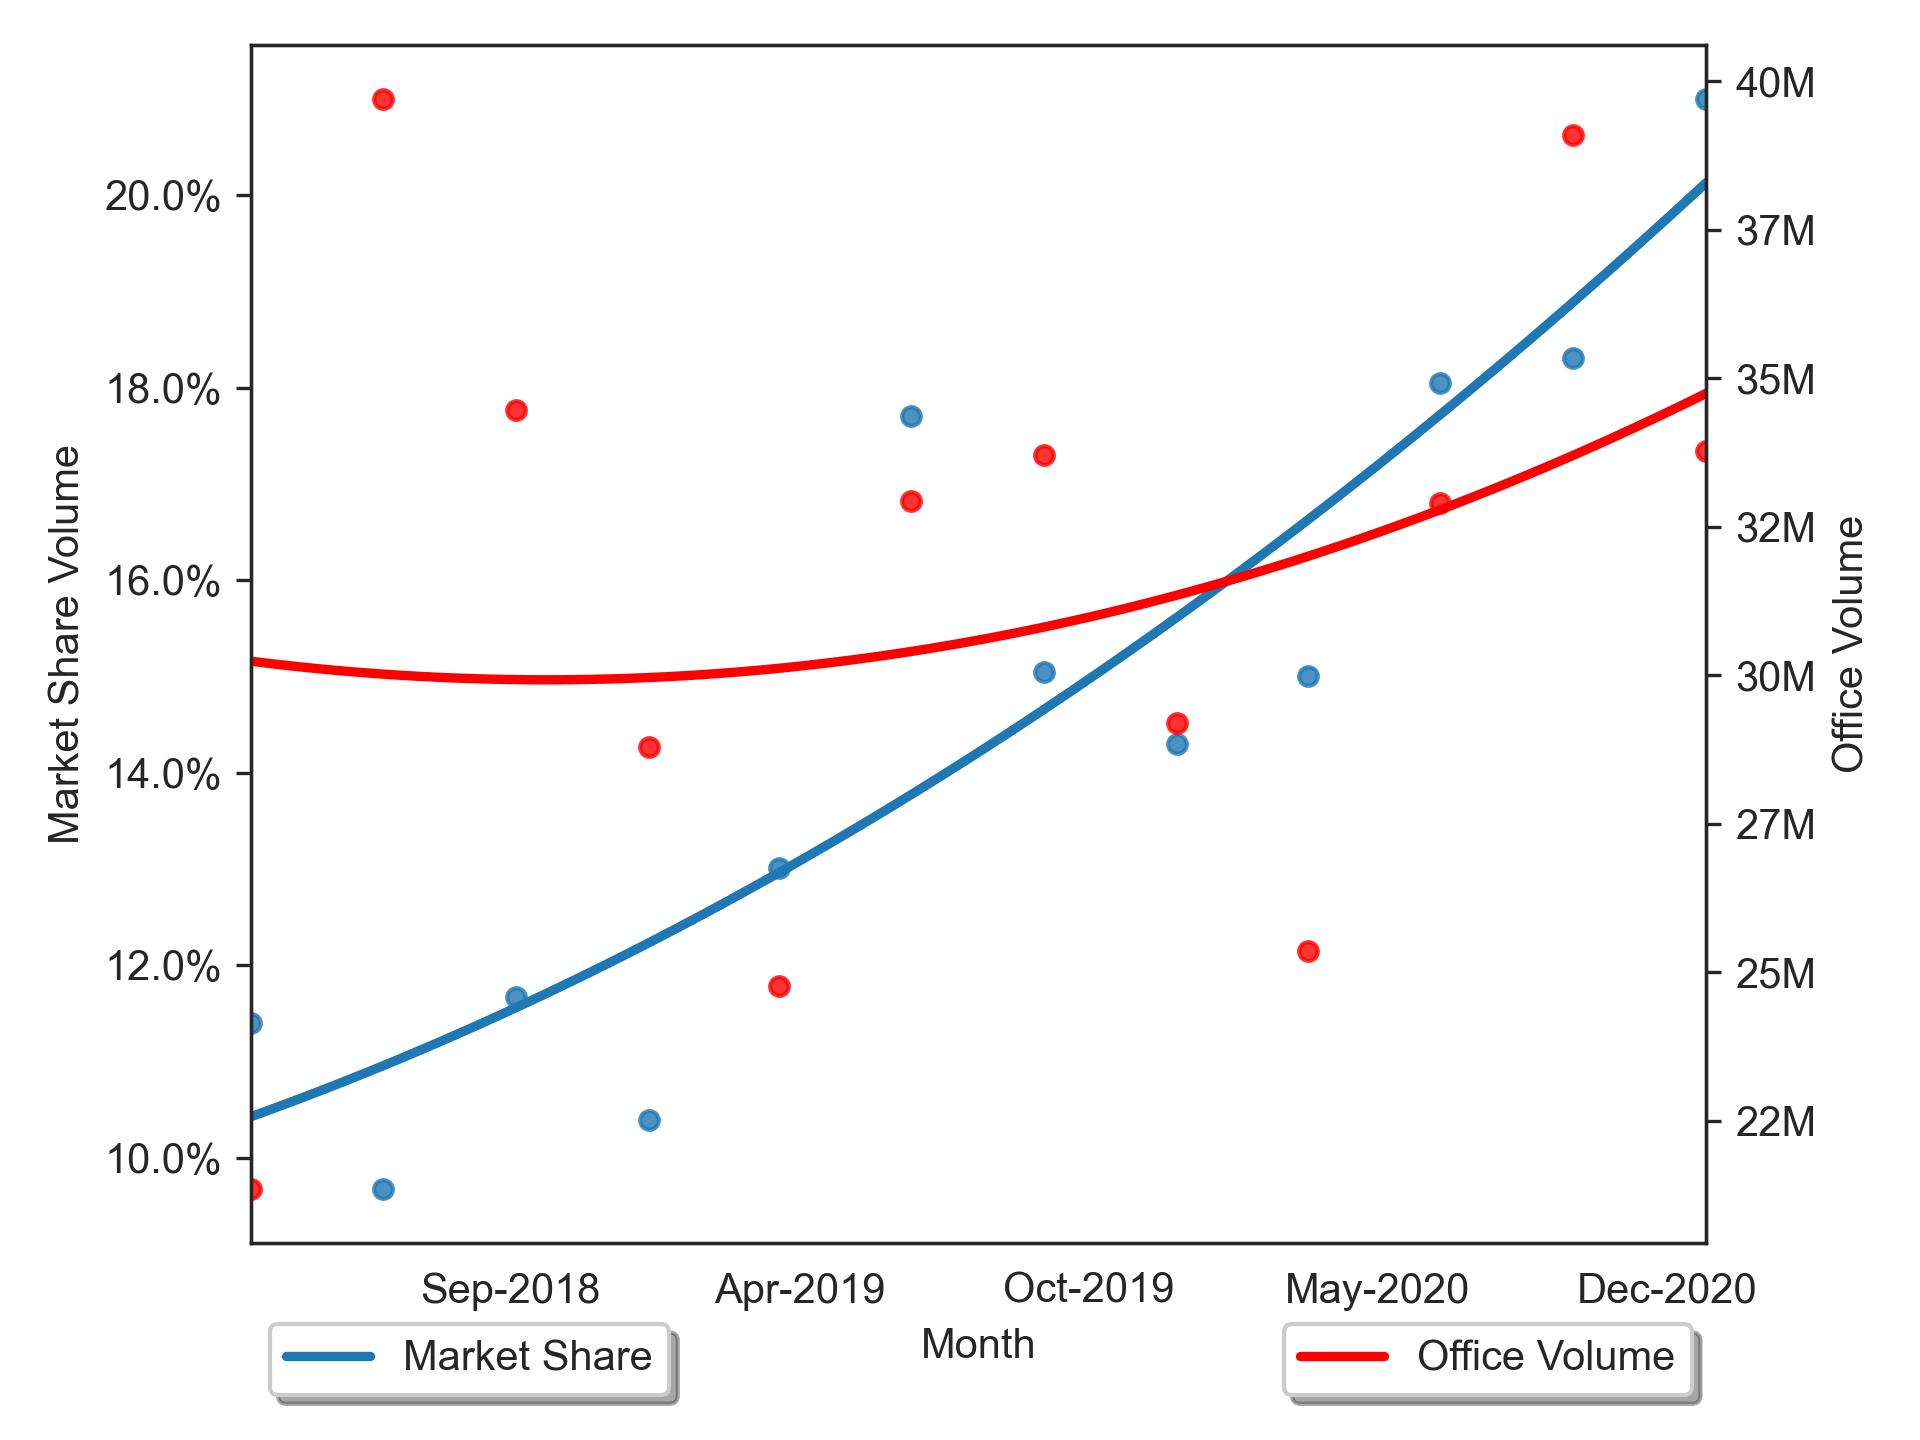 Market Share Volume
20.0%
18.0%
16.0%
14.0%
12.0%
10.0%
40M
37M
35M
32M
30M
27M
25M
22M
Office Volume
Sep-2018
Apr-2019
Oct-2019
May-2020
Dec-2020
Month
Market Share
Office Volume